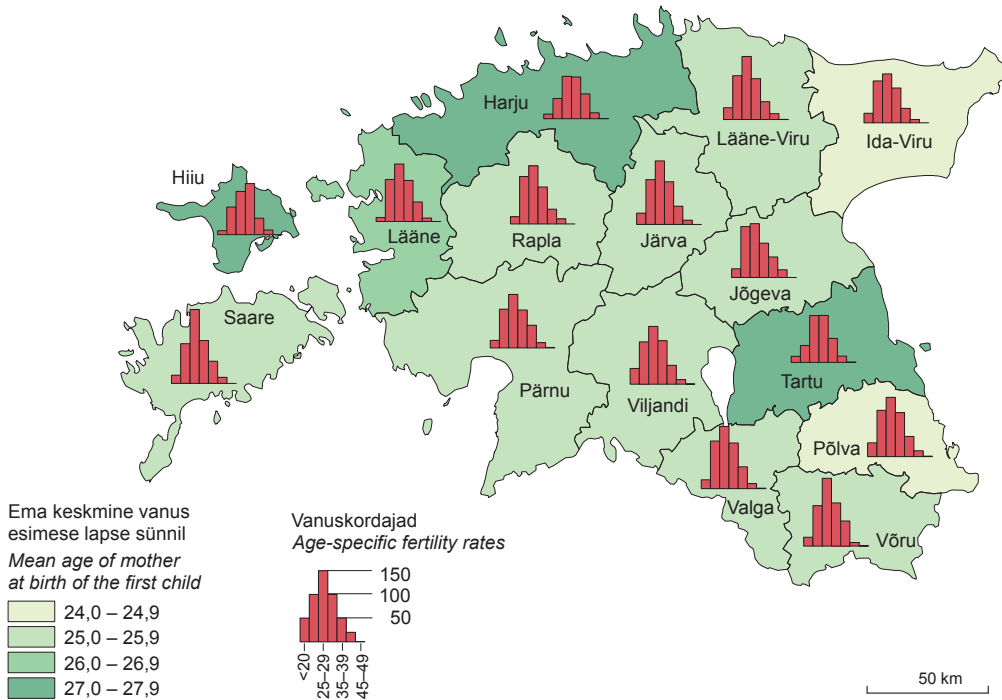 Harju
Lääne-Viru
Ida-Viru
Hiiu
Lääne
Rapla
Järva
Jõgeva
Saare
Pärnu
Viljandi
Tartu
Põlva
Valga
Võru
Ema keskmine vanus
esimese lapse sünnil
Mean age of mother
at birth of the first child
24,0 – 24,9
25,0 – 25,9
26,0 – 26,9
27,0 – 27,9
Vanuskordajad
Age-specific fertility rates
150
100
50
<20
25–29
35–39
45–49
50 km